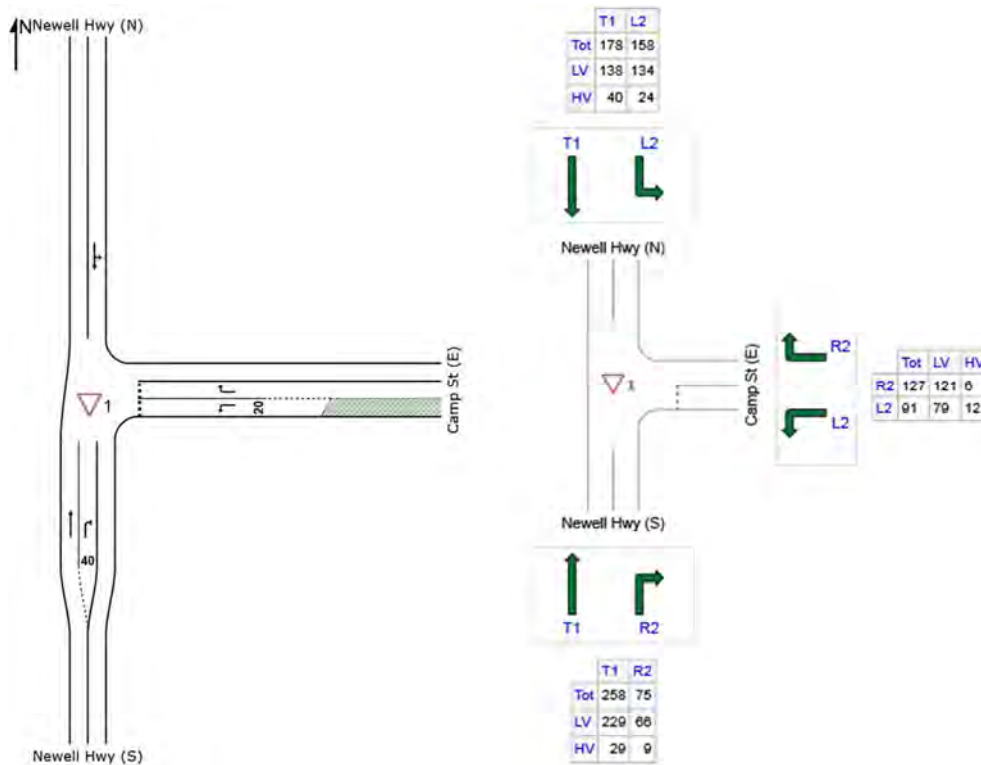 N
Newell Hwy (N)
1
Camp St (E)
20
40
Newell Hwy (S)
T1 L2
Tot 178 158
LV 138 134
HV 40 24
T1 L2
Newell Hwy (N)
Camp St (E)
1
R2
L2
Tot LV HV
R2 127 121 6
L2 91 79 12
Newell Hwy (S)
T1 R2
T1 R2
Tot 258 75
LV 229 66
HV 29 9